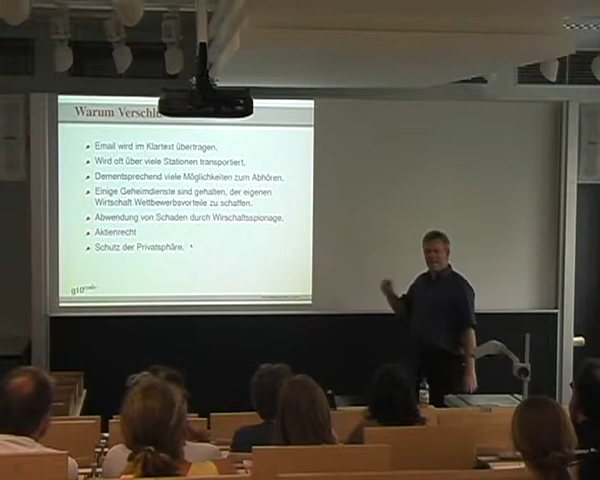 Warum
Email wird im Klartext übertragen.
Wird oft über viele Stationen transportiert.
Dementsprechend viele Möglichkeiten zum Abhören.
Einige Geheimdienste sind gehalten, der eigenen
Wirtschaft Wettbewerbsvorteile zu schaffen.
Abwendung von Schaden durch Wirtschaftsspionage.
Aktienrecht
Schutz der Privatsphäre.
g10code